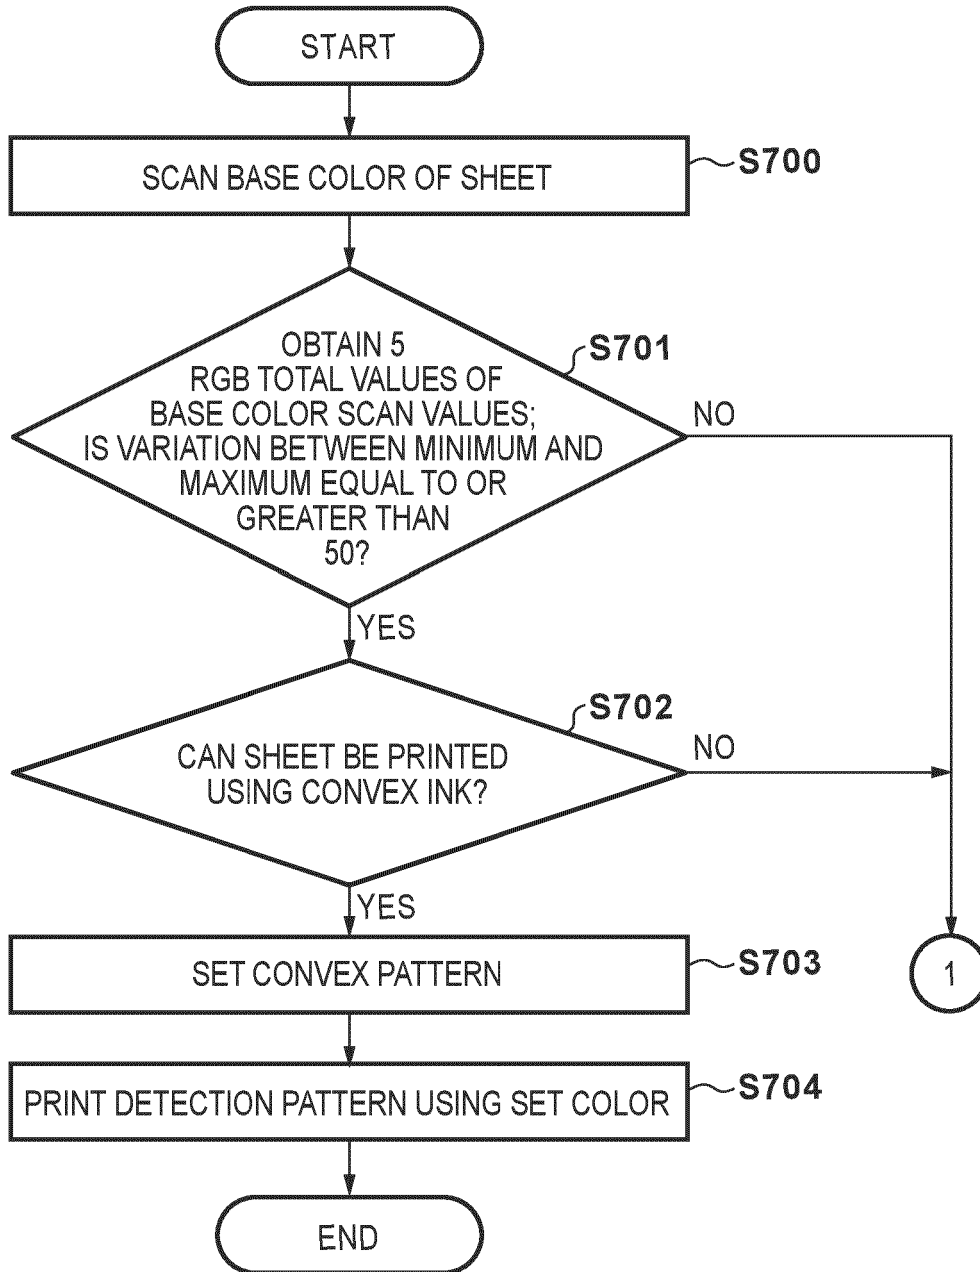 START
SCAN BASE COLOR OF SHEET
S700
OBTAIN 5
RGB TOTAL VALUES OF
BASE COLOR SCAN VALUES;
IS VARIATION BETWEEN MINIMUM AND
MAXIMUM EQUAL TO OR
GREATER THAN
50?
S701
NO
YES
CAN SHEET BE PRINTED
USING CONVEX INK?
S702
NO
YES
SET CONVEX PATTERN
S703
1
PRINT DETECTION PATTERN USING SET COLOR
S704
END